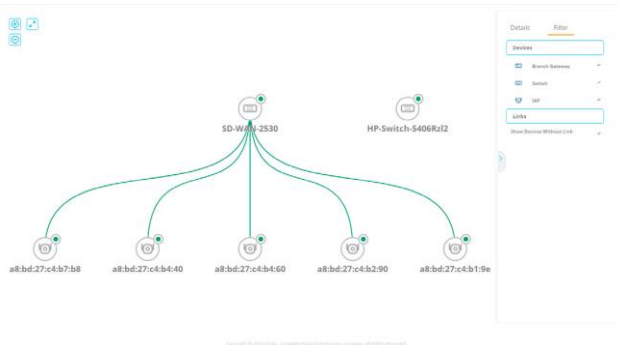 Details Filter
Devices
Branch Gateway
Switch
IAP
Links
Show Devices Without Link
SD-WAN-2530
HP-Switch-5406Rzl2
a8:bd:27:c4:b7:b8
a8:bd:27:c4:b4:40
a8:bd:27:c4:b4:60
a8:bd:27:c4:b2:90
a8:bd:27:c4:b1:9e